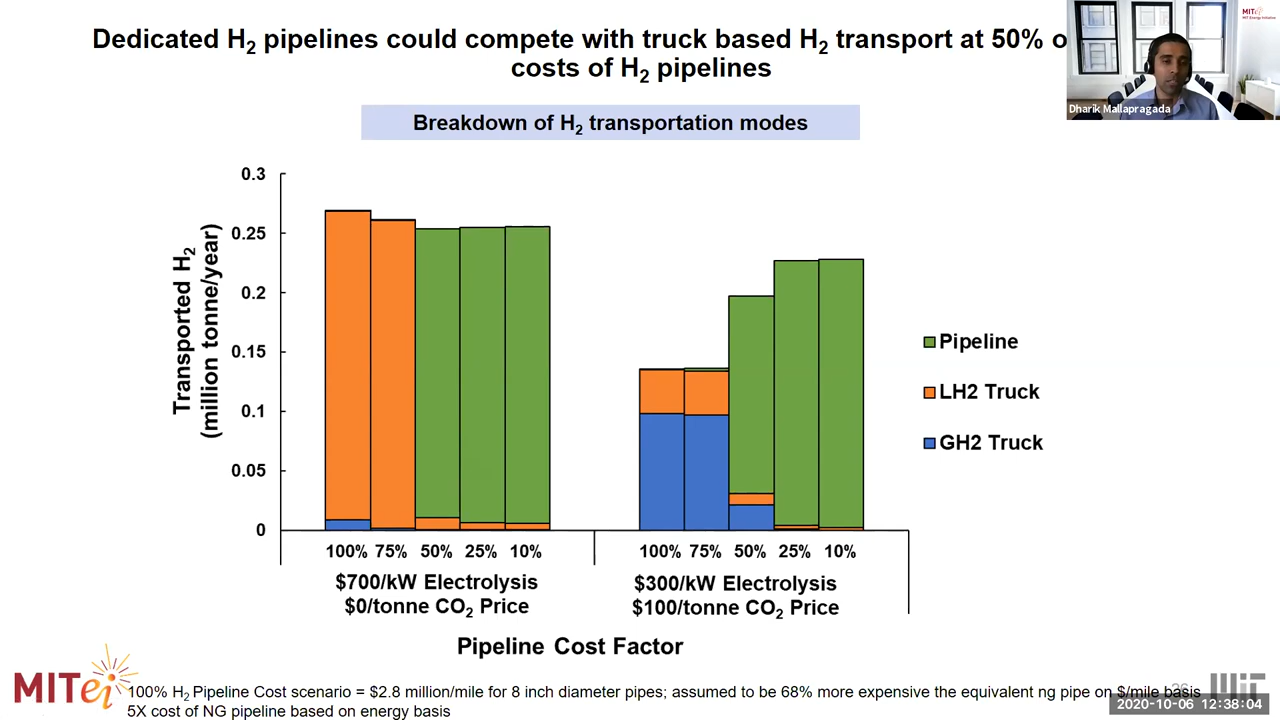 Dedicated H₂ pipelines could compete with truck based H₂ transport at 50% o
costs of H₂ pipelines
MITei
MIT Energy Initiative
Dharik Mallapragada
Breakdown of H₂ transportation modes
Transported H₂
(million tonne/year)
0.3
0.25
0.2
0.15
0.1
0.05
0
Pipeline
LH2 Truck
GH2 Truck
100% 75% 50% 25% 10% 100% 75% 50% 25% 10%
$700/kW Electrolysis $300/kW Electrolysis
$0/tonne CO₂ Price $100/tonne CO₂ Price
Pipeline Cost Factor
MITei
100% H₂ Pipeline Cost scenario = $2.8 million/mile for 8 inch diameter pipes; assumed to be 68% more expensive the equivalent ng pipe on $/mile basis
5X cost of NG pipeline based on energy basis
MIT
2020-10-06 12:38:04